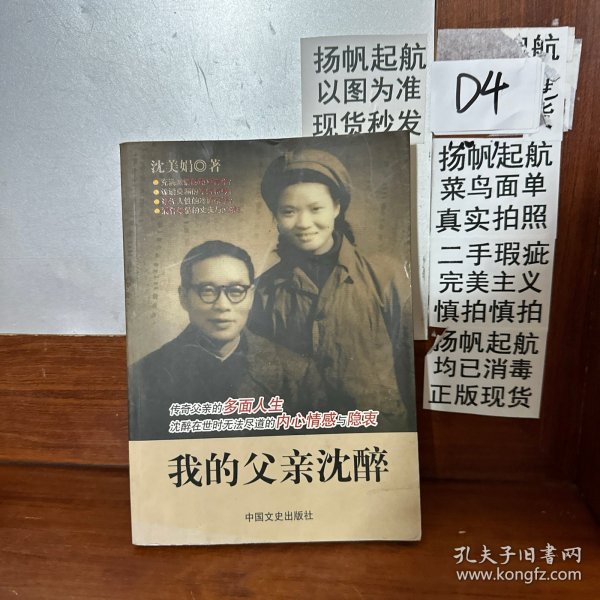 扬帆起航
以图为准
现货秒发
航
D4
扬帆起航
菜鸟面单
真实拍照
二手瑕疵
完美主义
慎拍慎拍
扬帆起航
均已消毒
正版现货
沈美娟◎著
传奇父亲的多面人生
沈醉在世时无法尽道的内心情感与隐衷
我的父亲沈醉
中国文史出版社
孔夫子旧书网
www.kongfz.com